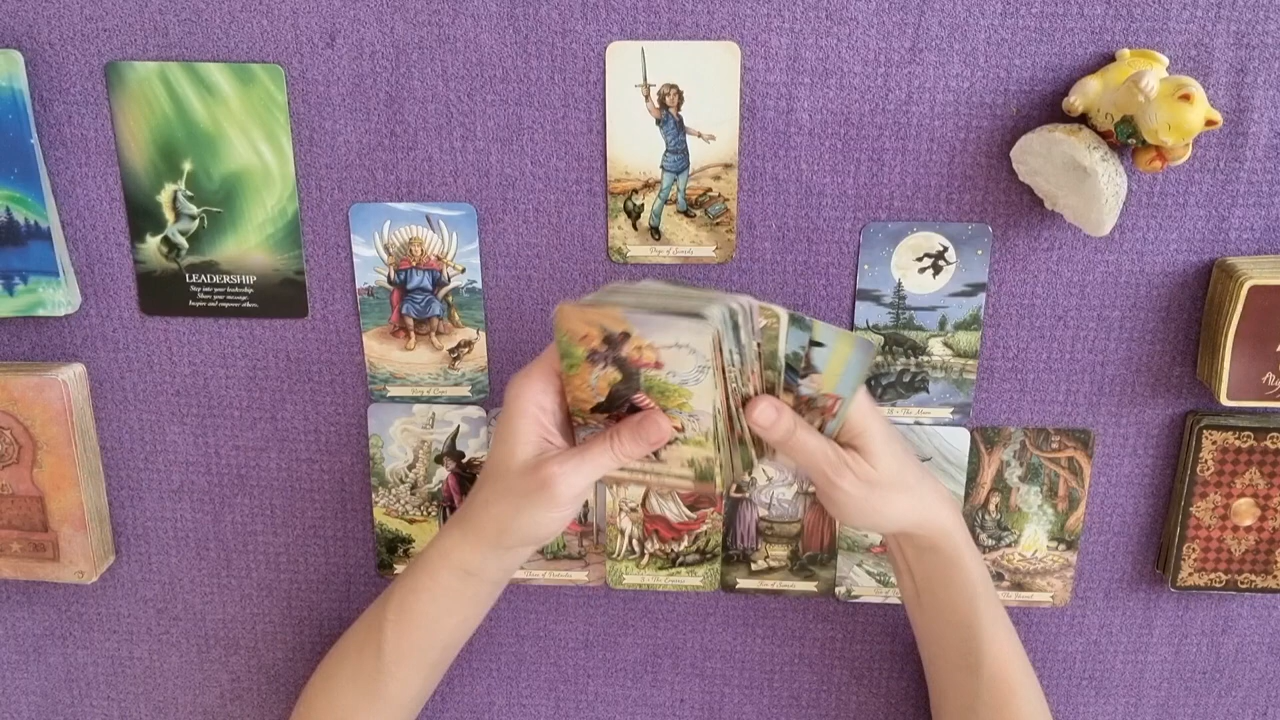 LEADERSHIP
Step into your leadership.
Share your message.
Inspire and empower others.
Page of Swords
King of Cups
18 • The Moon
Three of Pentacles
3 • The Empress
Five of Swords
The Hermit